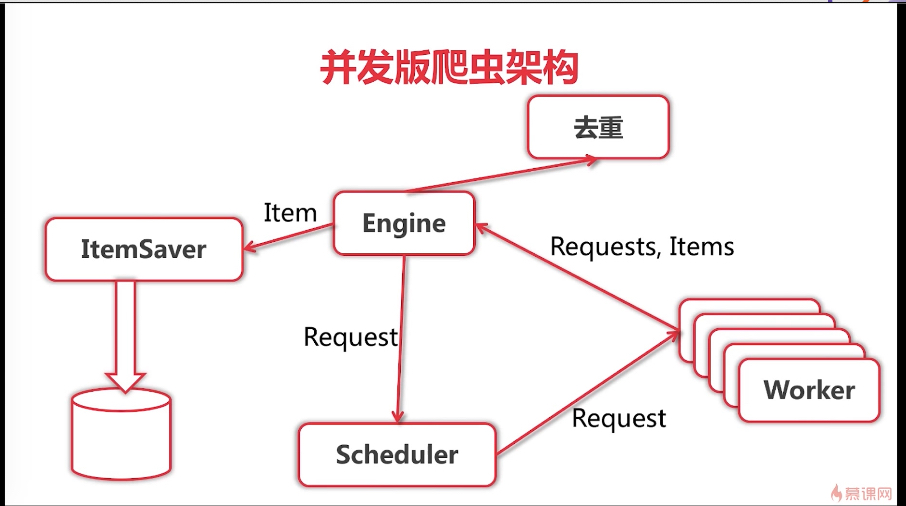 并发版爬虫架构
去重
Item
Engine
ItemSaver
Requests, Items
Request
Worker
Request
Scheduler
慕课网